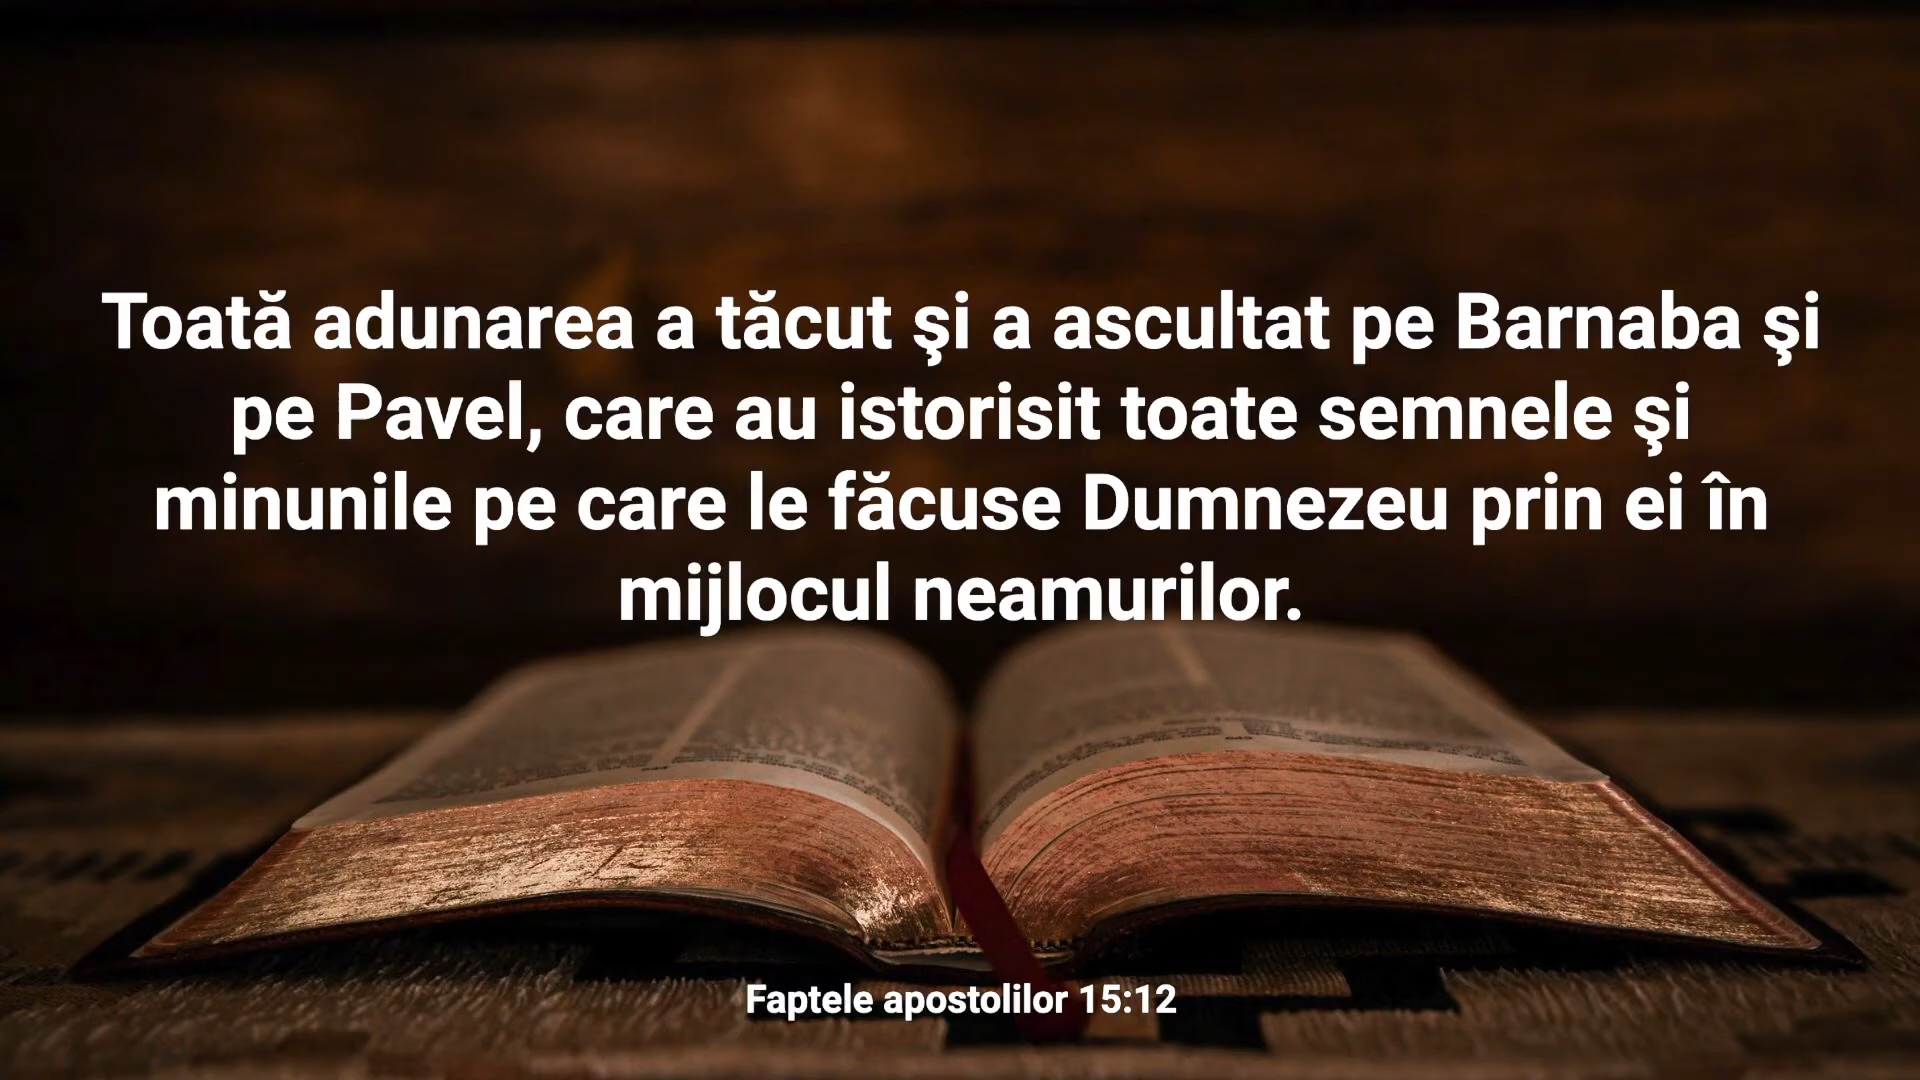 Toată adunarea a tăcut şi a ascultat pe Barnaba şi
pe Pavel, care au istorisit toate semnele şi
minunile pe care le făcuse Dumnezeu prin ei în
mijlocul neamurilor.
Faptele apostolilor 15:12